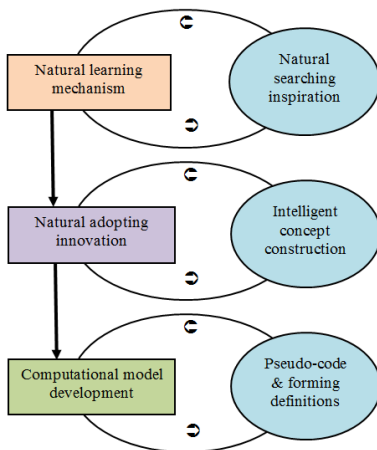 Natural learning
mechanism
Natural
searching
inspiration
Natural adopting
innovation
Intelligent
concept
construction
Computational model
development
Pseudo-code
& forming
definitions